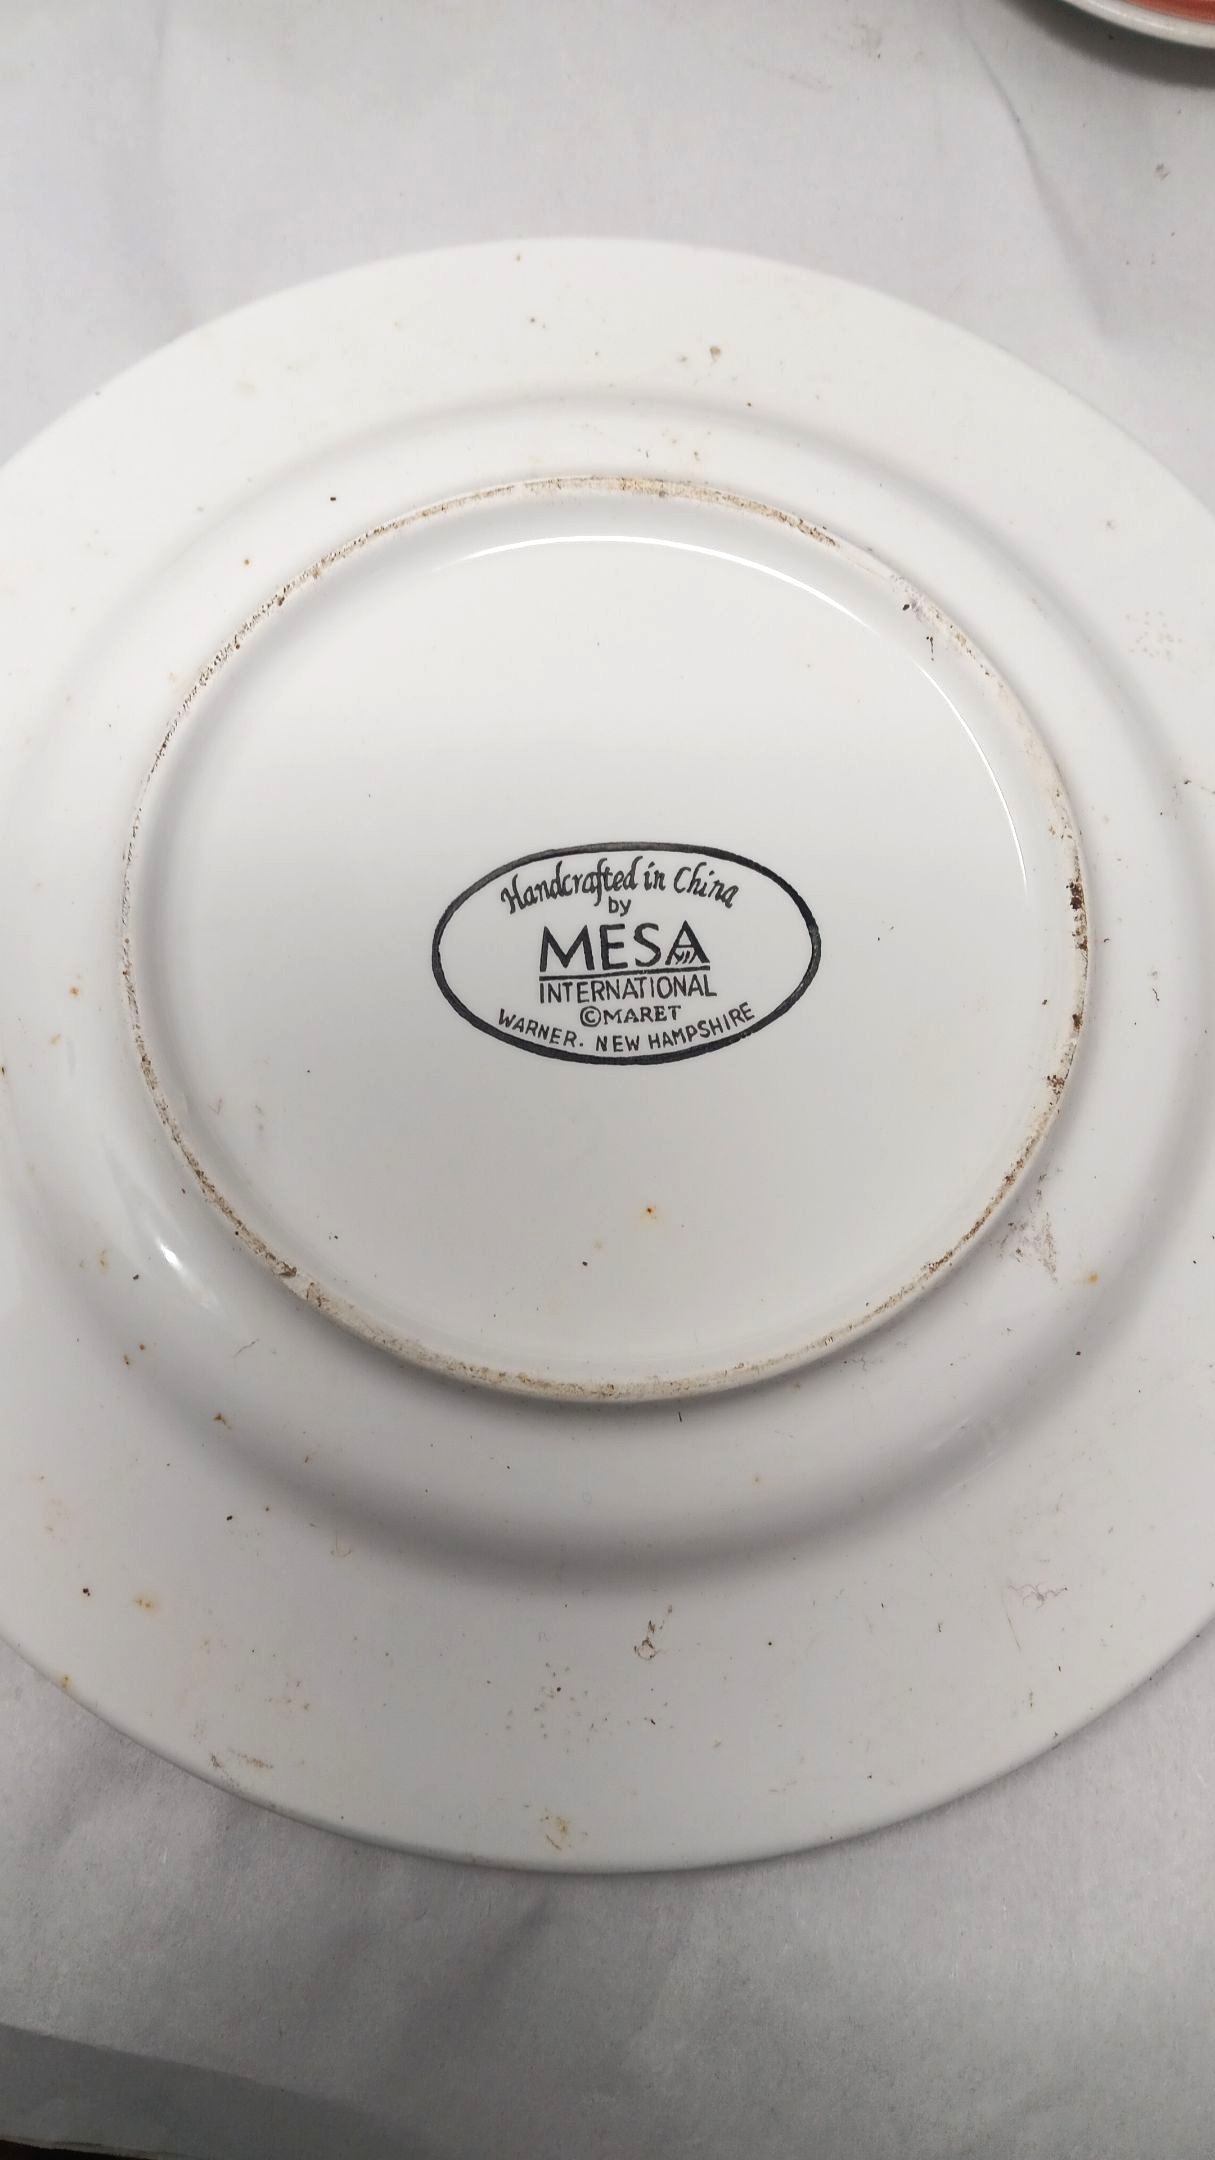 Handcrafted in China
by
MESA
INTERNATIONAL
©MARET
WARNER. NEW HAMPSHIRE